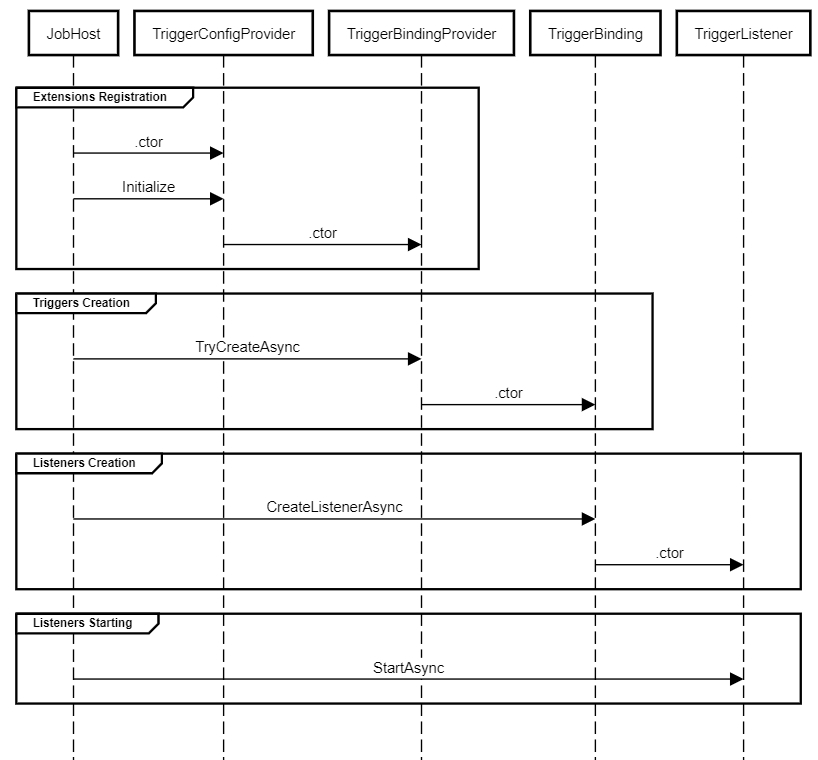 JobHost
TriggerConfigProvider
TriggerBindingProvider
TriggerBinding
TriggerListener
Extensions Registration
.ctor
Initialize
.ctor
Triggers Creation
TryCreateAsync
.ctor
Listeners Creation
CreateListenerAsync
.ctor
Listeners Starting
StartAsync